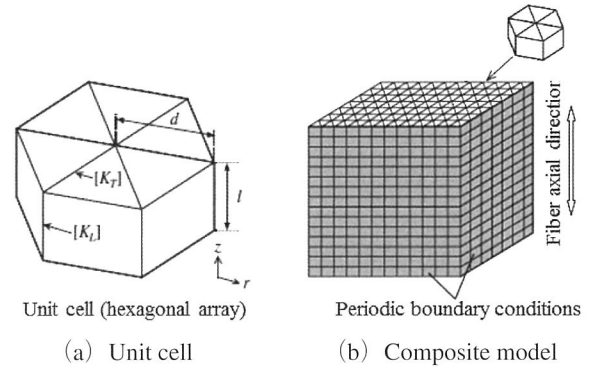 d
[K_T]
l
[K_L]
z
r
Unit cell (hexagonal array)
(a) Unit cell
Fiber axial direction
Periodic boundary conditions
(b) Composite model